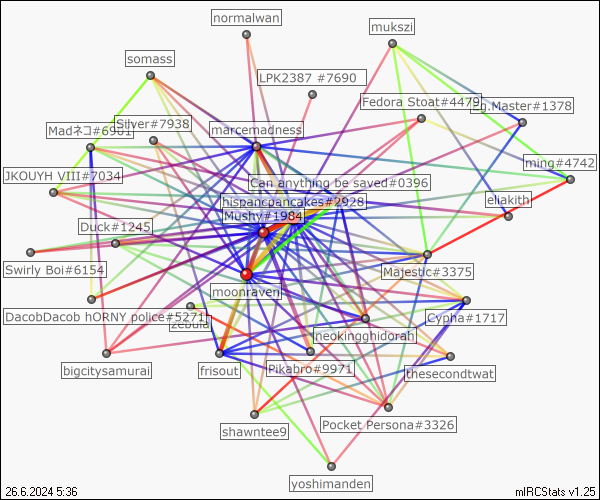 normalwan
mukszi
somass
LPK2387 #7690
Fedora Stoat#4479
ng.Master#1378
Madネコ#6901
Silver#7938
marcemadness
ming#4742
JKOUYH VIII#7034
Can anything be saved#0396
eliakith
hispancpancakes#2928
Mushy#1984
Duck#1245
Swirly Boi#6154
Majestic#3375
moonraven
DacobDacob hORNY police#5271
zebula
Cypha#1717
neokingghidorah
bigcitysamurai
frisout
Pikabro#9971
thesecondtwat
shawntee9
Pocket Persona#3326
yoshimanden
26.6.2024 5:36
mIRCStats v1.25